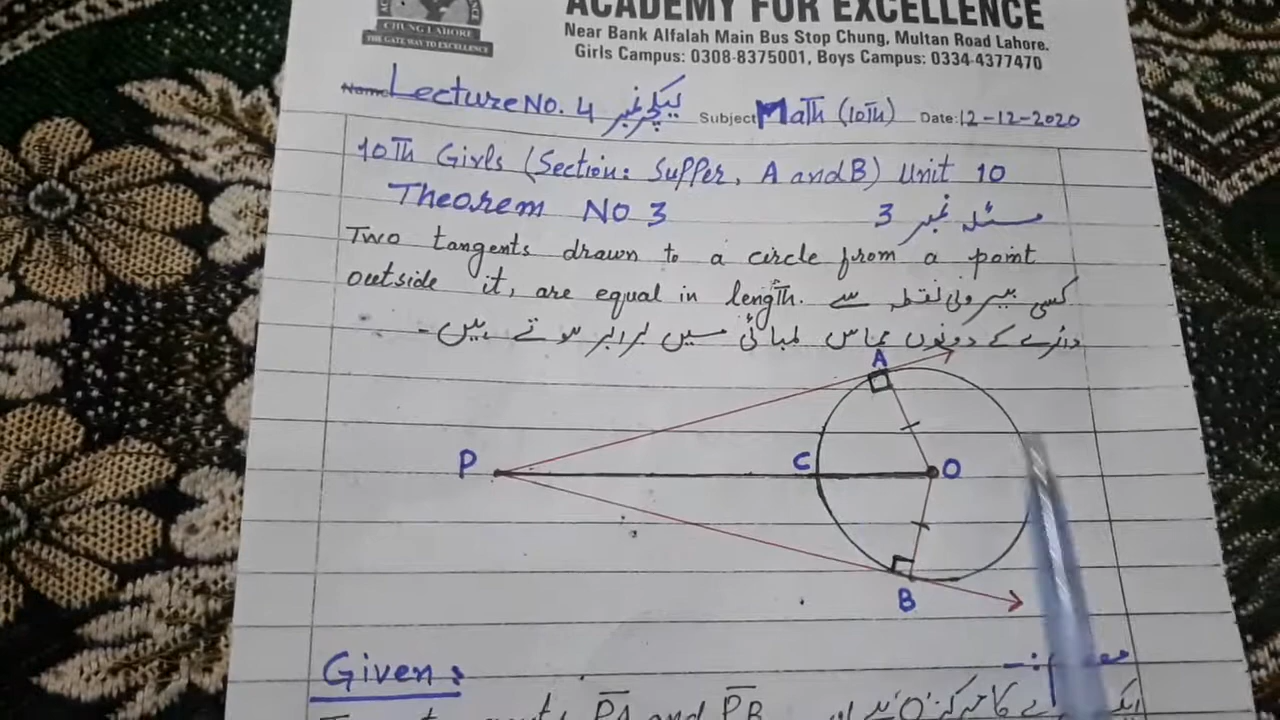 CHUNG LAHORE
THE GATE WAY TO EXCELLENCE
ACADEMY FOR EXCELLENCE
Near Bank Alfalah Main Bus Stop Chung, Multan Road Lahore.
Girls Campus: 0308-8375001, Boys Campus: 0334-4377470
Name Lecture No. 4 لیکچر نمبر Subject Math (10Th) Date: 12-12-2020
10Th Girls (Section: Supper, A and B) Unit 10
Theorem No 3 مسئلہ نمبر 3
Two tangents drawn to a circle from a point
outside it, are equal in length. کسی بیرونی نقطہ سے
دائرے کے دونوں مماس لمبائی میں برابر ہوتے ہیں-
A
P C O
B
Given:
PA and PB